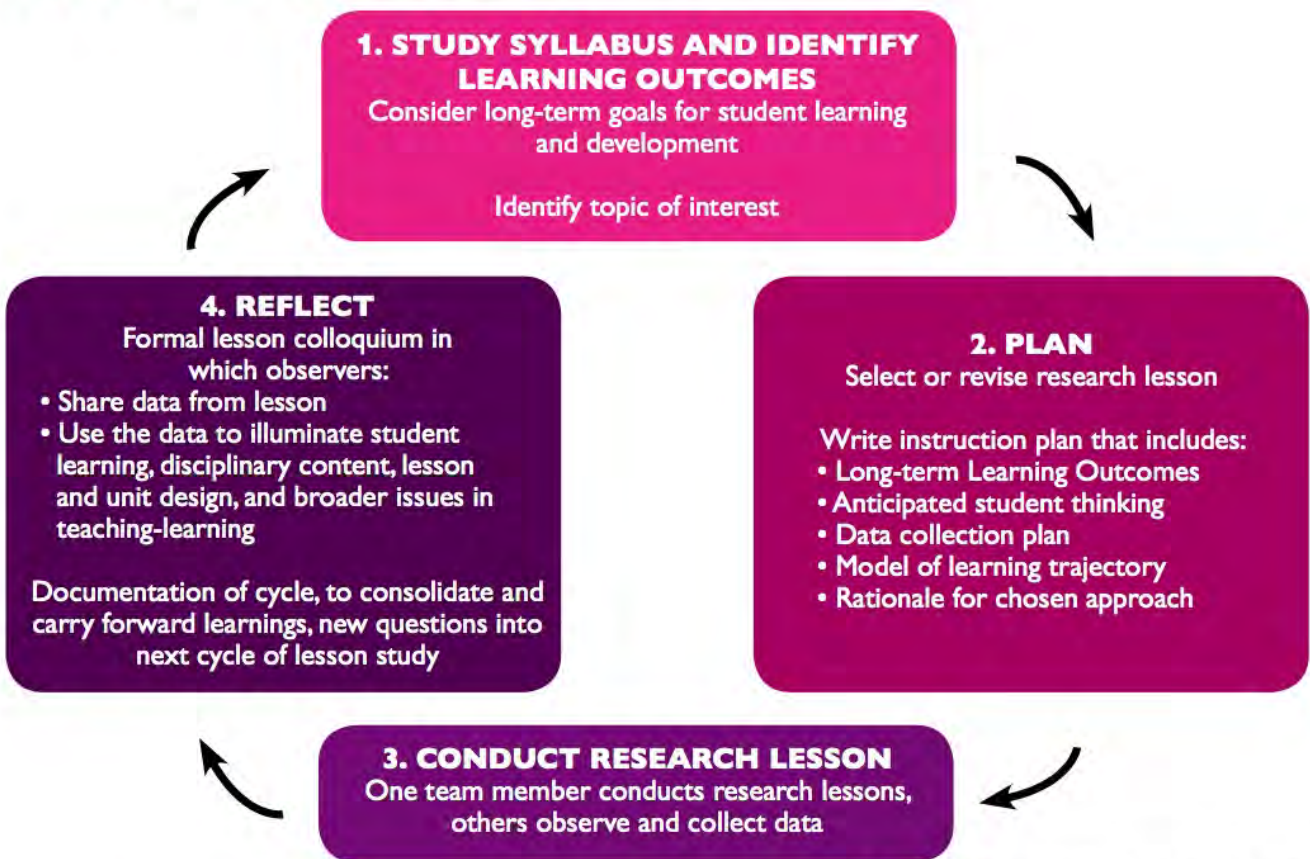 1. STUDY SYLLABUS AND IDENTIFY
LEARNING OUTCOMES
Consider long-term goals for student learning
and development
Identify topic of interest
2. PLAN
Select or revise research lesson
Write instruction plan that includes:
• Long-term Learning Outcomes
• Anticipated student thinking
• Data collection plan
• Model of learning trajectory
• Rationale for chosen approach
3. CONDUCT RESEARCH LESSON
One team member conducts research lessons,
others observe and collect data
4. REFLECT
Formal lesson colloquium in
which observers:
• Share data from lesson
• Use the data to illuminate student
learning, disciplinary content, lesson
and unit design, and broader issues in
teaching-learning
Documentation of cycle, to consolidate and
carry forward learnings, new questions into
next cycle of lesson study